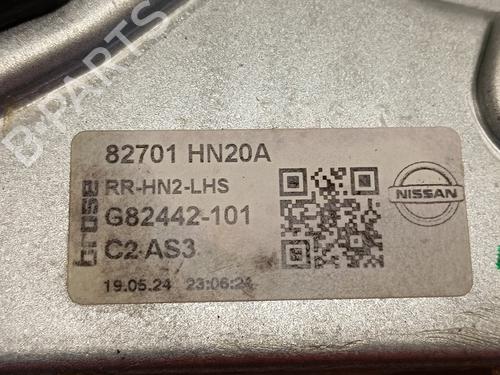 B-PARTS
82701 HN20A
brose
RR-HN2-LHS
G82442-101
C2 AS3
19.05.24 23:06:24
NISSAN